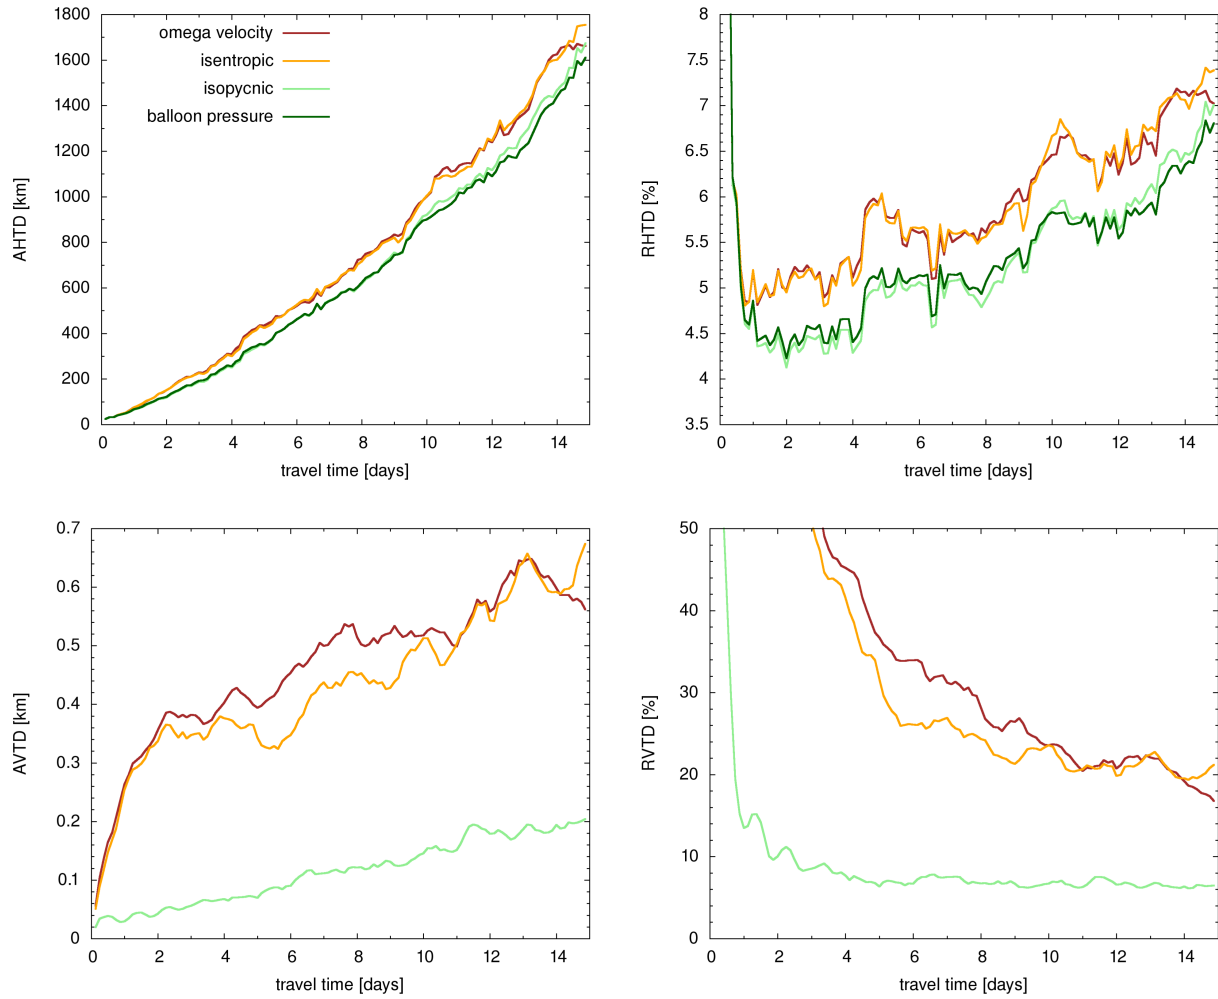 1800
1600
1400
1200
1000
800
600
400
200
0
AHTD [km]
omega velocity
isentropic
isopycnic
balloon pressure
0 2 4 6 8 10 12 14
travel time [days]
8
7.5
7
6.5
6
5.5
5
4.5
4
3.5
RHTD [%]
0 2 4 6 8 10 12 14
travel time [days]
0.7
0.6
0.5
0.4
0.3
0.2
0.1
0
AVTD [km]
0 2 4 6 8 10 12 14
travel time [days]
50
40
30
20
10
0
RVTD [%]
0 2 4 6 8 10 12 14
travel time [days]